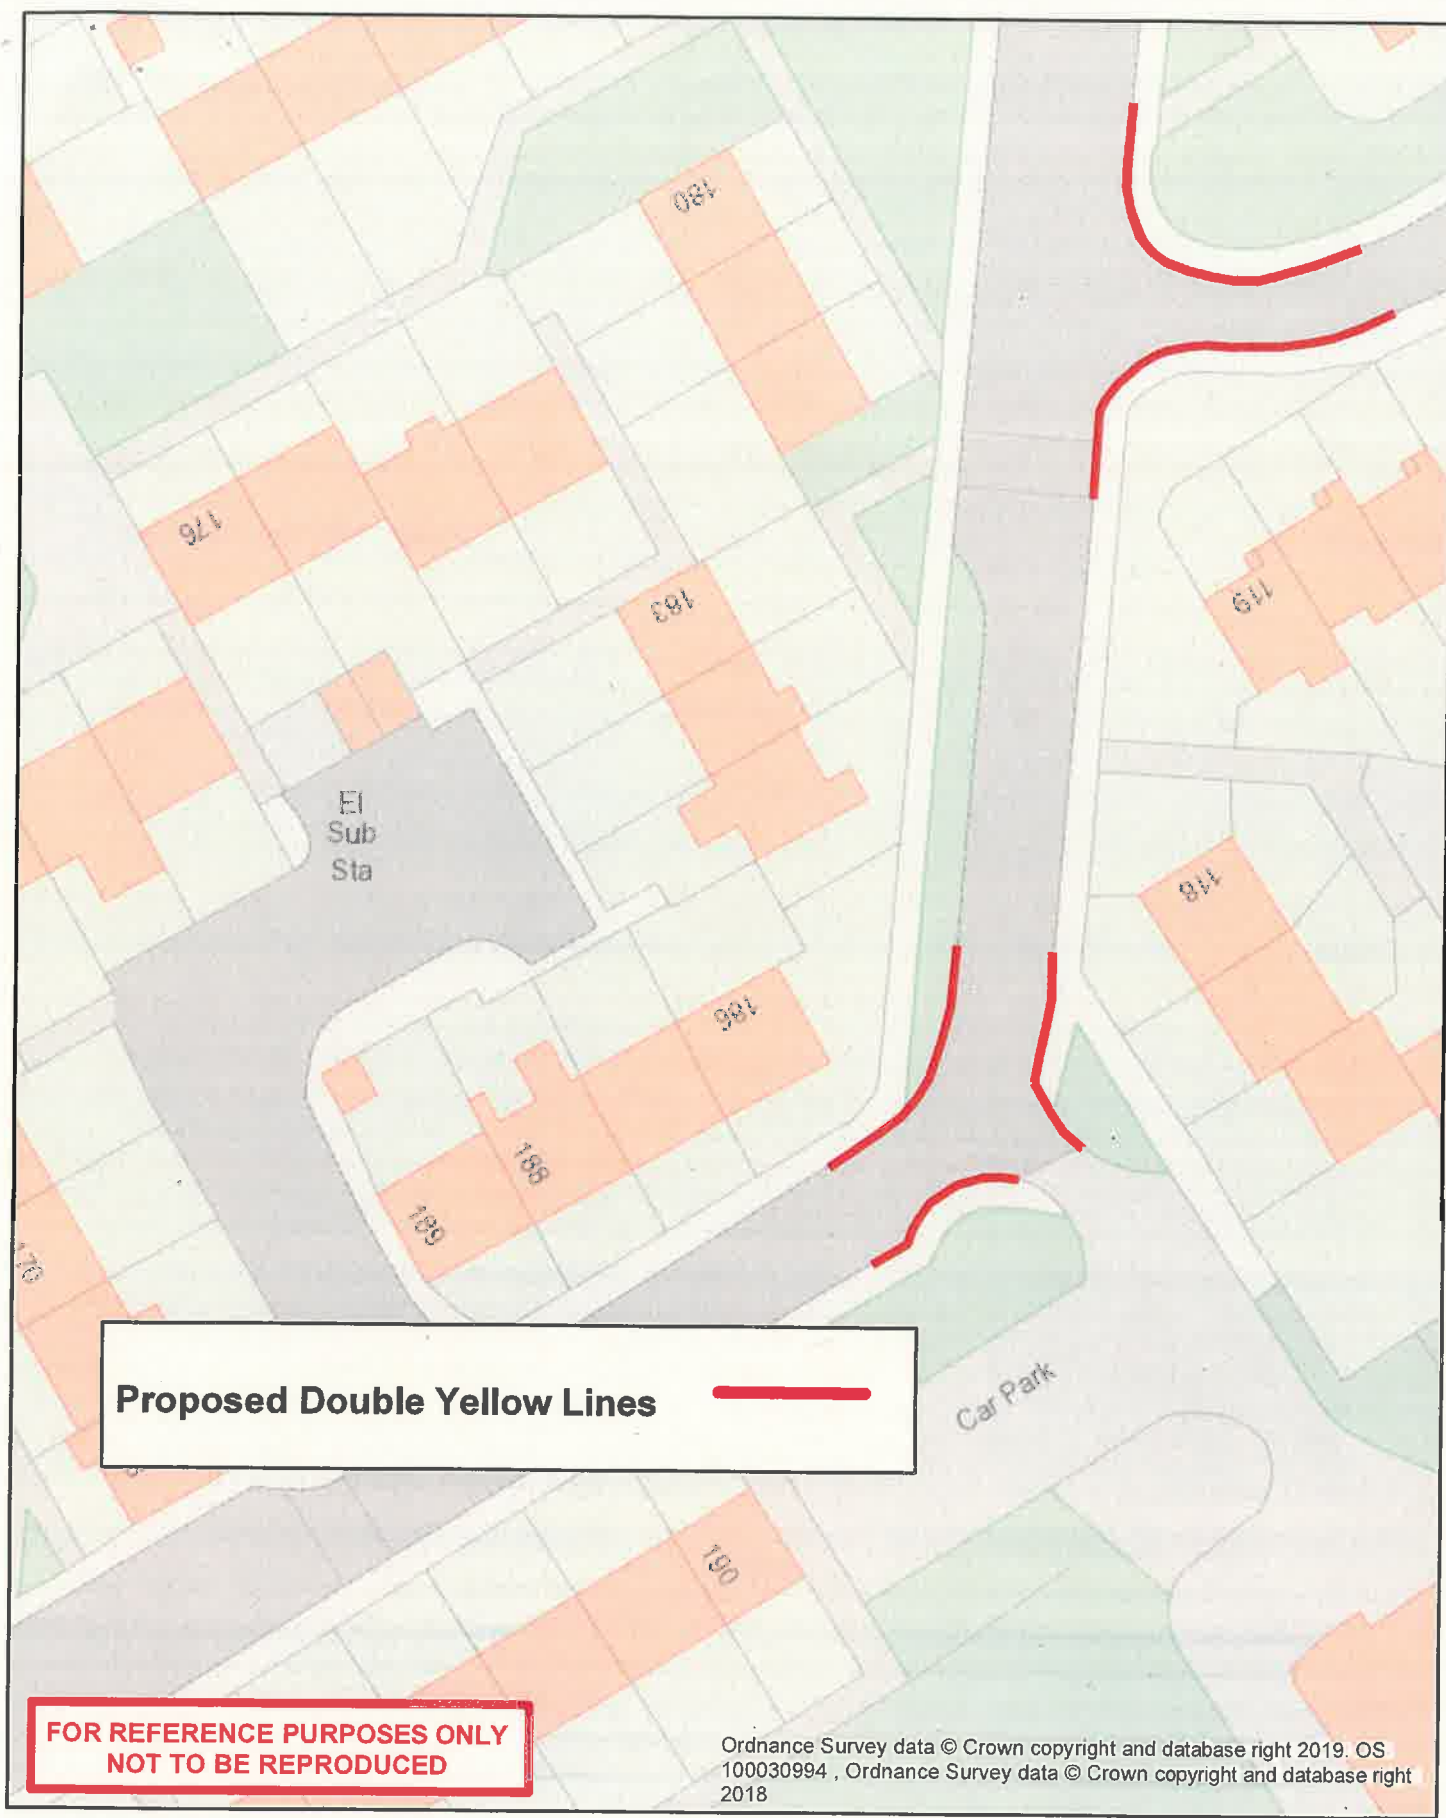 180
176
163
119
El
Sub
Sta
118
186
188
189
170
Proposed Double Yellow Lines
Car Park
190
FOR REFERENCE PURPOSES ONLY
NOT TO BE REPRODUCED
Ordnance Survey data © Crown copyright and database right 2019. OS
100030994 , Ordnance Survey data © Crown copyright and database right
2018